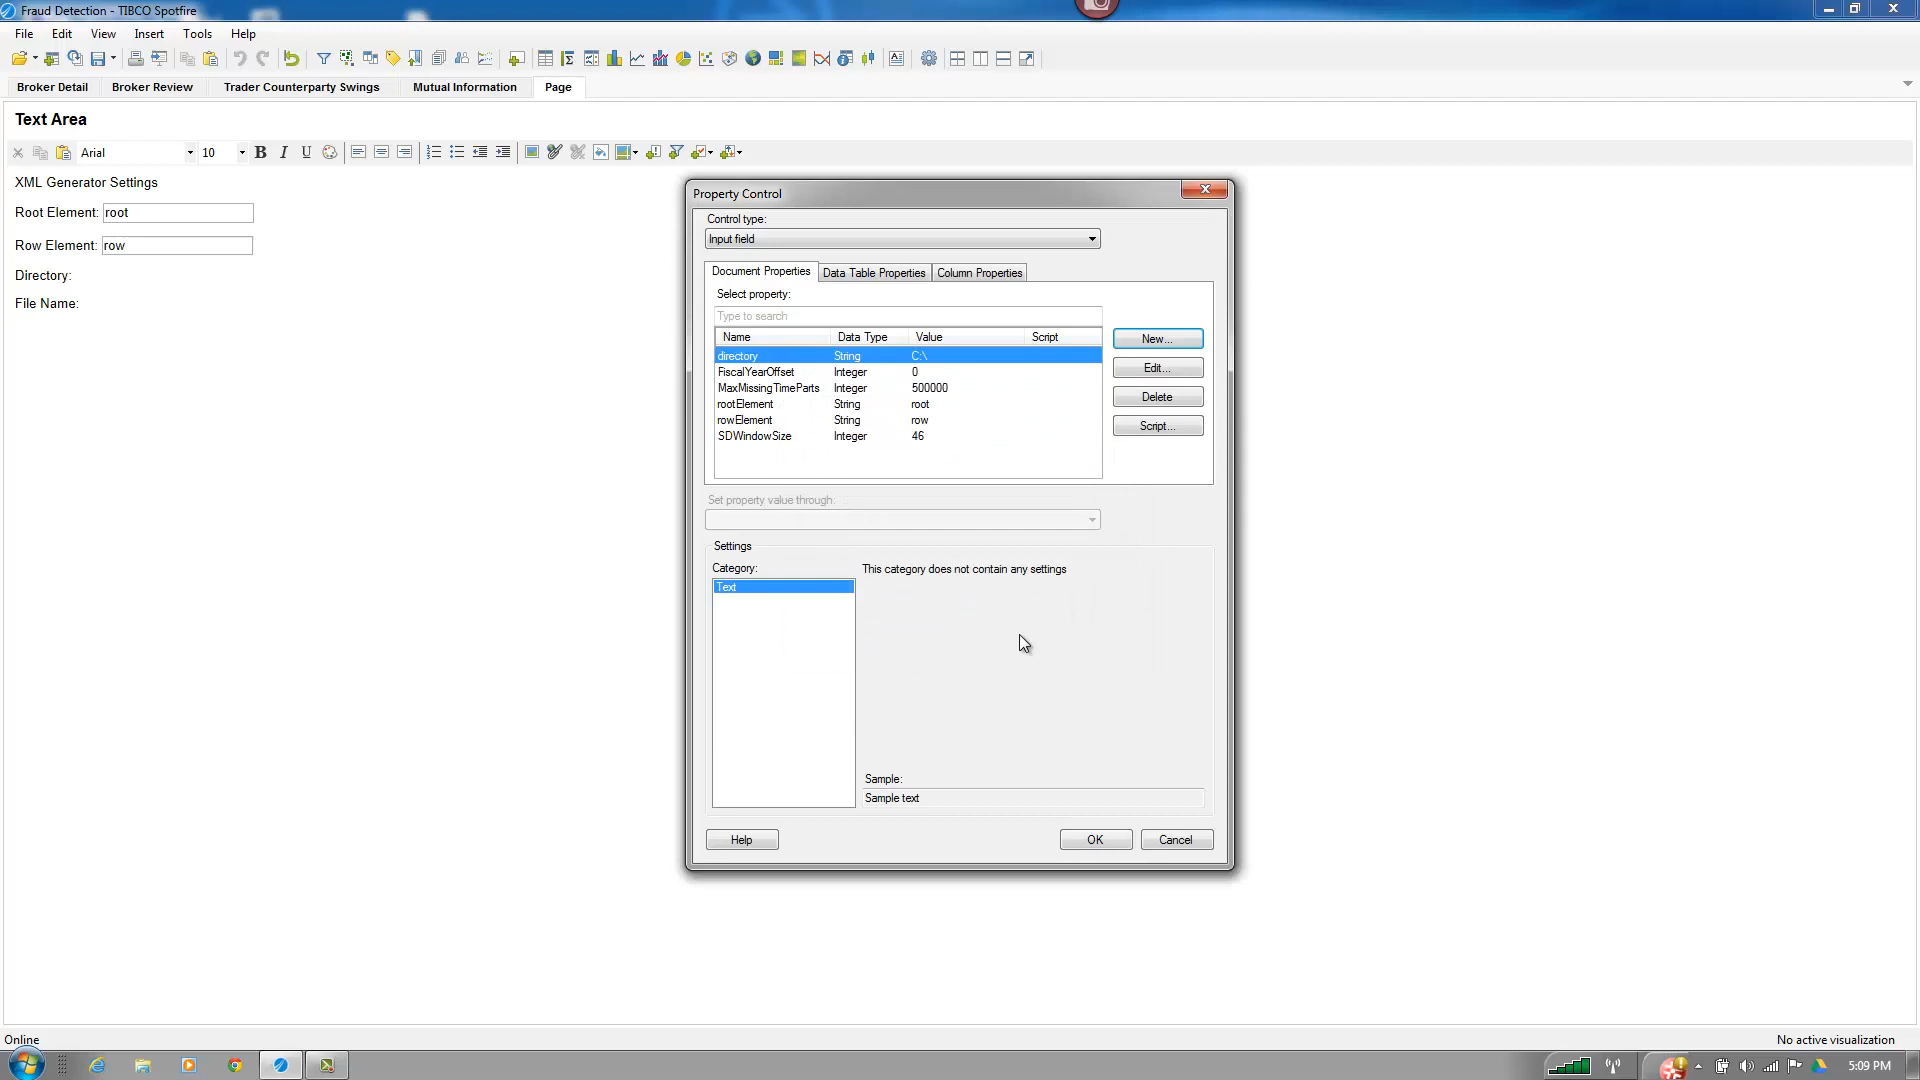 Fraud Detection - TIBCO Spotfire
File Edit View Insert Tools Help
Broker Detail Broker Review Trader Counterparty Swings Mutual Information Page
Text Area
Arial 10 B I U
XML Generator Settings
Root Element: root
Row Element: row
Directory:
File Name:
Property Control
Control type:
Input field
Document Properties Data Table Properties Column Properties
Select property:
Type to search
Name Data Type Value Script
directory String C:\
FiscalYearOffset Integer 0
MaxMissingTimeParts Integer 500000
rootElement String root
rowElement String row
SDWindowSize Integer 46
New...
Edit...
Delete
Script...
Set property value through:
Settings
Category:
Text
This category does not contain any settings
Sample:
Sample text
Help OK Cancel
Online No active visualization
5:09 PM